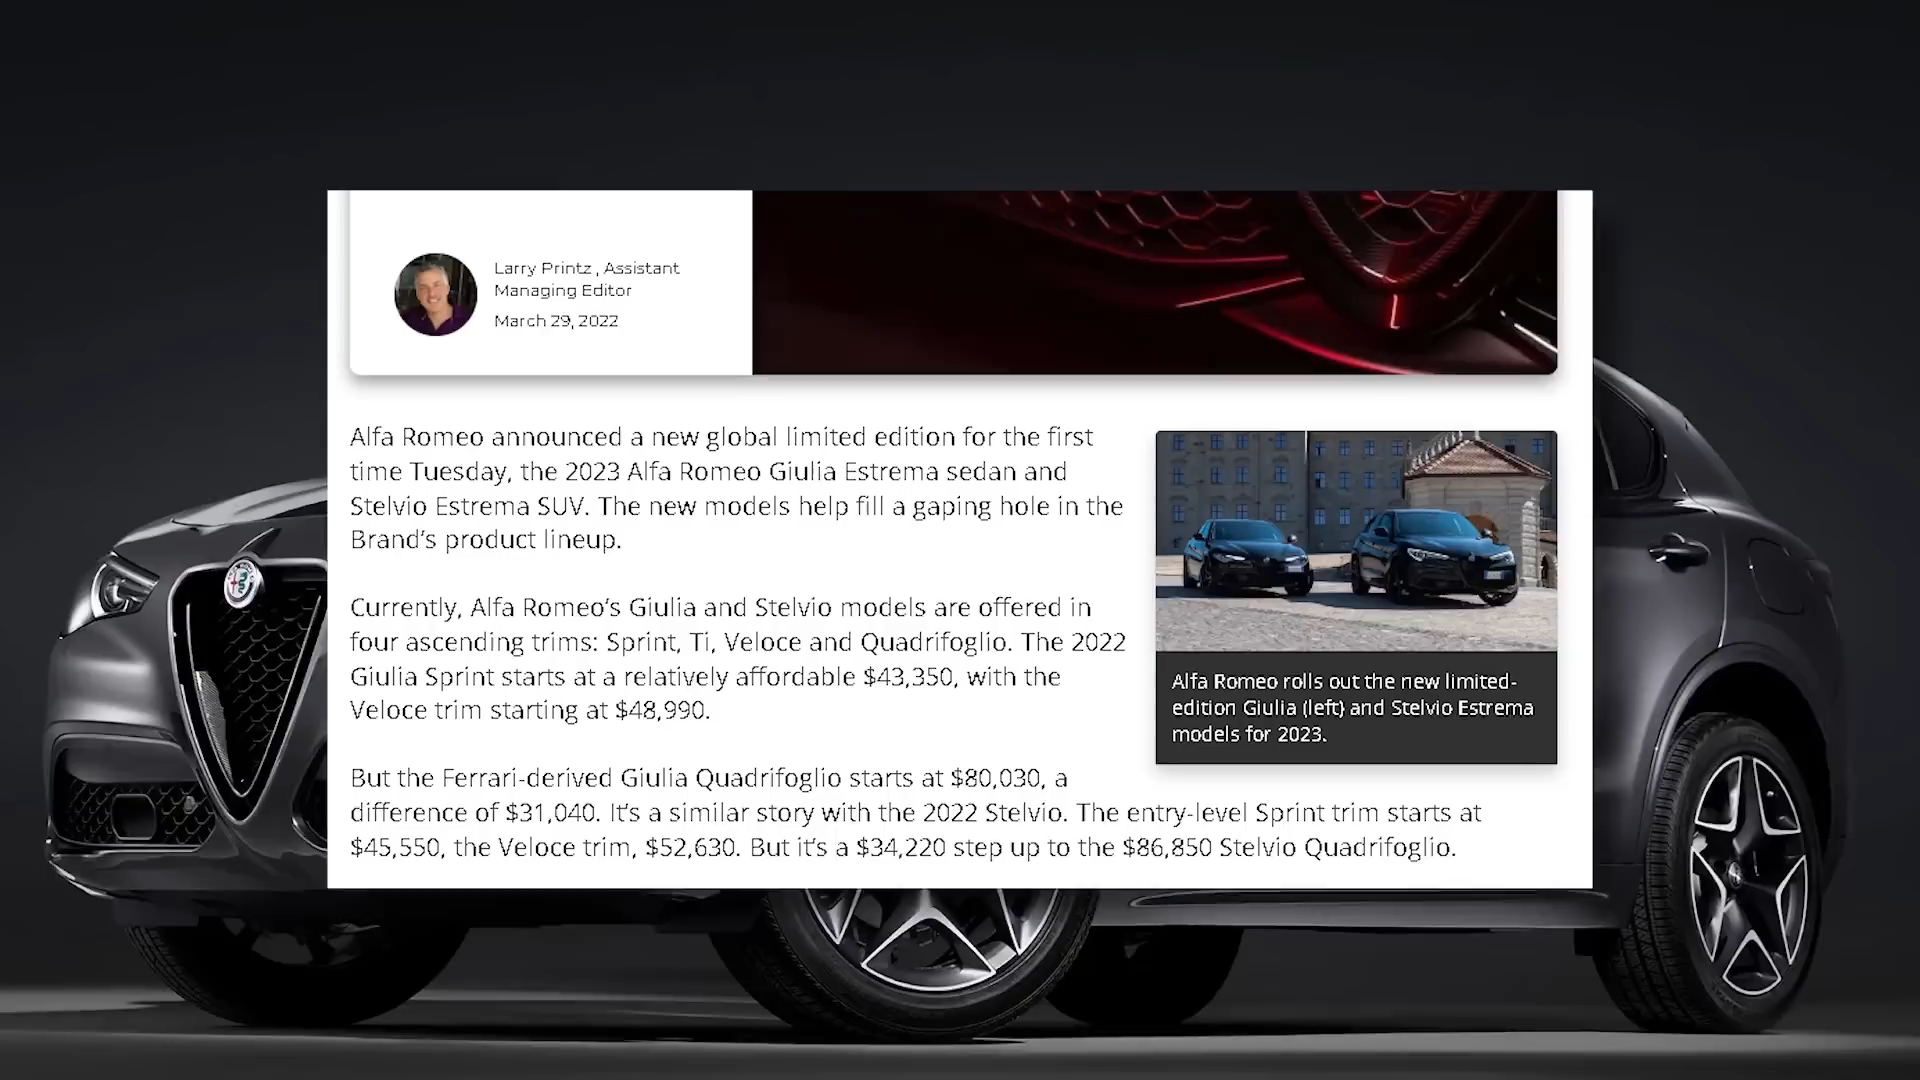 Larry Printz , Assistant
Managing Editor
March 29, 2022
Alfa Romeo announced a new global limited edition for the first
time Tuesday, the 2023 Alfa Romeo Giulia Estrema sedan and
Stelvio Estrema SUV. The new models help fill a gaping hole in the
Brand’s product lineup.
Currently, Alfa Romeo’s Giulia and Stelvio models are offered in
four ascending trims: Sprint, Ti, Veloce and Quadrifoglio. The 2022
Giulia Sprint starts at a relatively affordable $43,350, with the
Veloce trim starting at $48,990.
But the Ferrari-derived Giulia Quadrifoglio starts at $80,030, a
difference of $31,040. It’s a similar story with the 2022 Stelvio. The entry-level Sprint trim starts at
$45,550, the Veloce trim, $52,630. But it’s a $34,220 step up to the $86,850 Stelvio Quadrifoglio.
Alfa Romeo rolls out the new limited-
edition Giulia (left) and Stelvio Estrema
models for 2023.